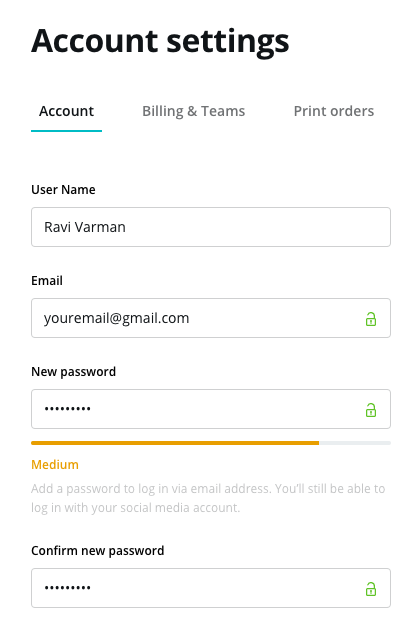 Account settings
Account Billing & Teams Print orders
User Name
Ravi Varman
Email
youremail@gmail.com
New password
•••••••••
Medium
Add a password to log in via email address. You'll still be able to
log in with your social media account.
Confirm new password
•••••••••